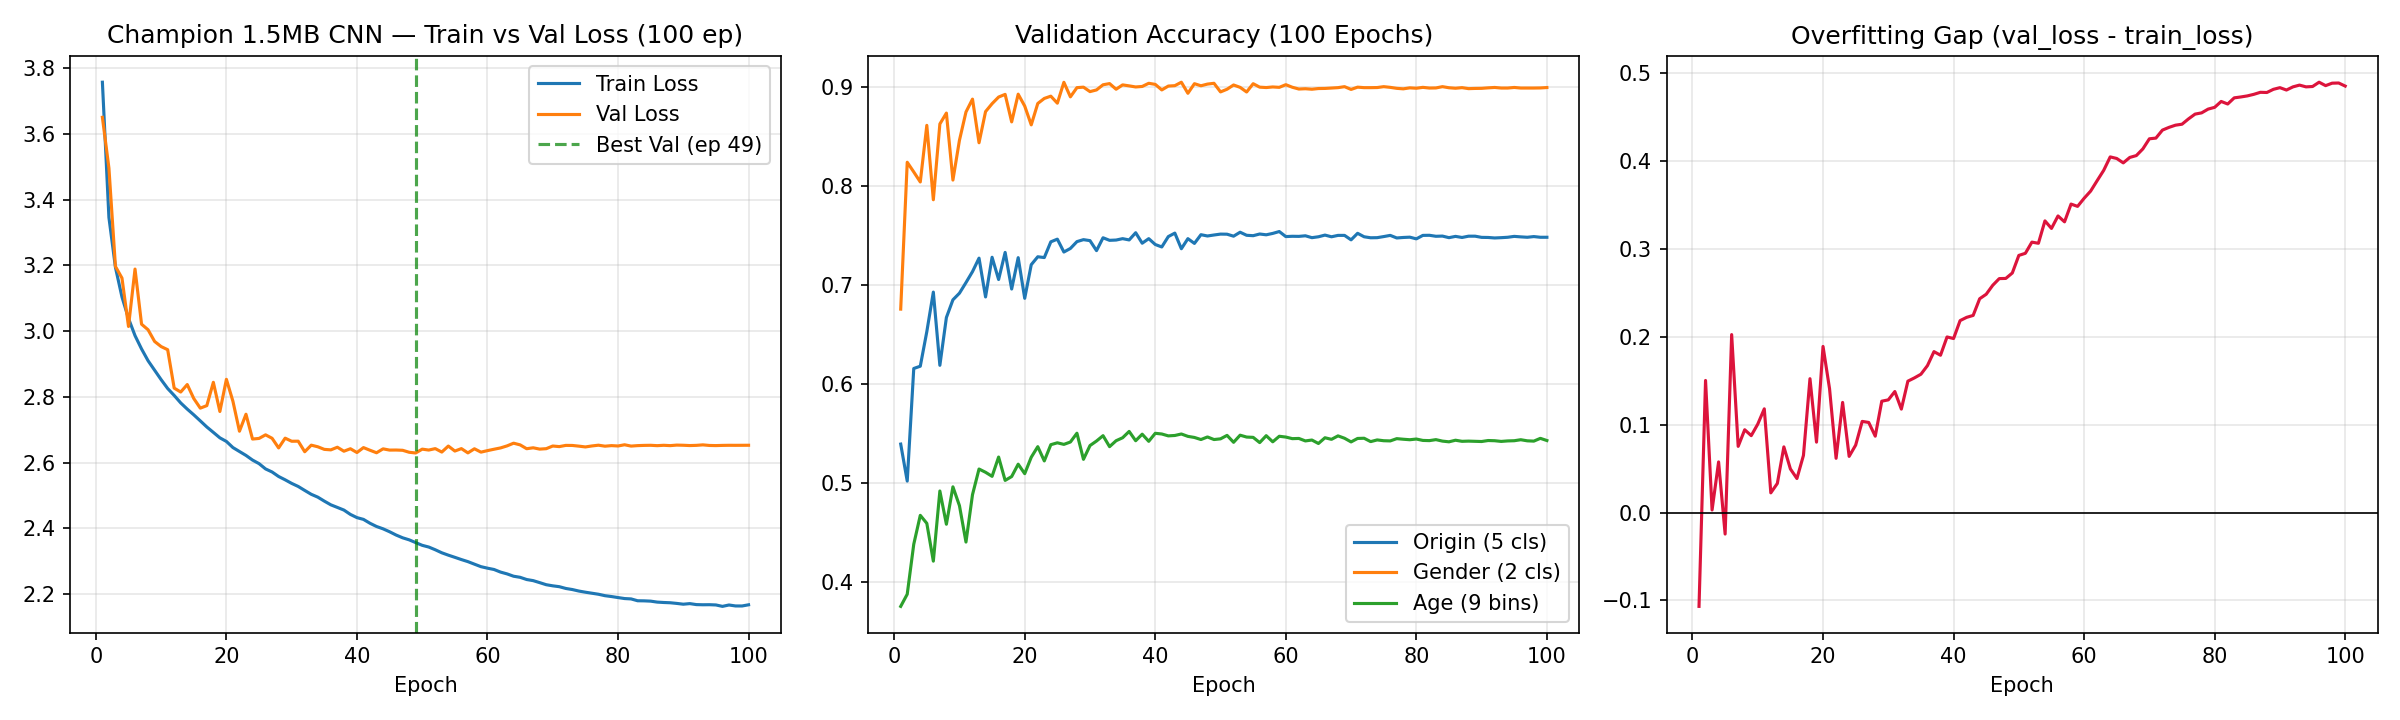 Champion 1.5MB CNN — Train vs Val Loss (100 ep)
3.8
3.6
3.4
3.2
3.0
2.8
2.6
2.4
2.2
0 20 40 60 80 100
Epoch
Train Loss
Val Loss
Best Val (ep 49)
Validation Accuracy (100 Epochs)
0.9
0.8
0.7
0.6
0.5
0.4
0 20 40 60 80 100
Epoch
Origin (5 cls)
Gender (2 cls)
Age (9 bins)
Overfitting Gap (val_loss - train_loss)
0.5
0.4
0.3
0.2
0.1
0.0
−0.1
0 20 40 60 80 100
Epoch